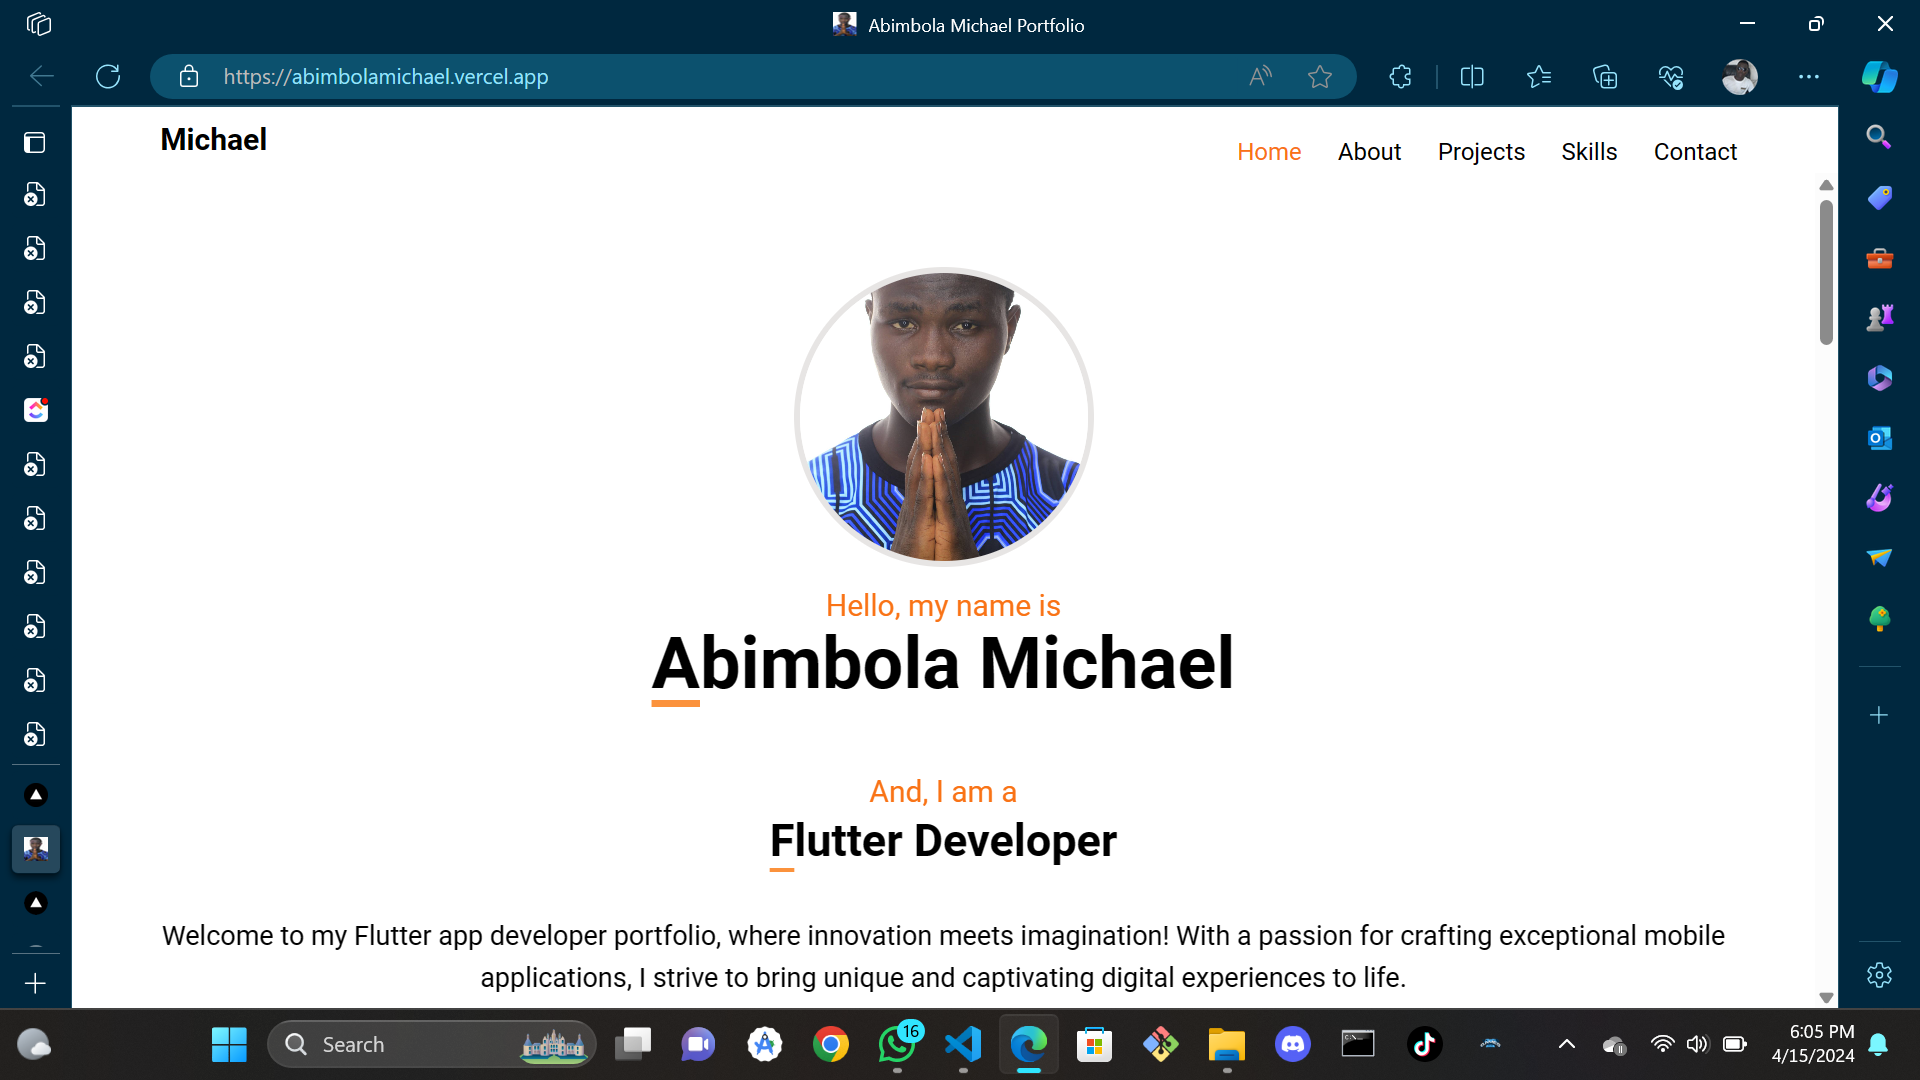 Abimbola Michael Portfolio
https://abimbolamichael.vercel.app
Michael
Home About Projects Skills Contact
Hello, my name is
Abimbola Michael
And, I am a
Flutter Developer
Welcome to my Flutter app developer portfolio, where innovation meets imagination! With a passion for crafting exceptional mobile
applications, I strive to bring unique and captivating digital experiences to life.
Search
16
6:05 PM
4/15/2024